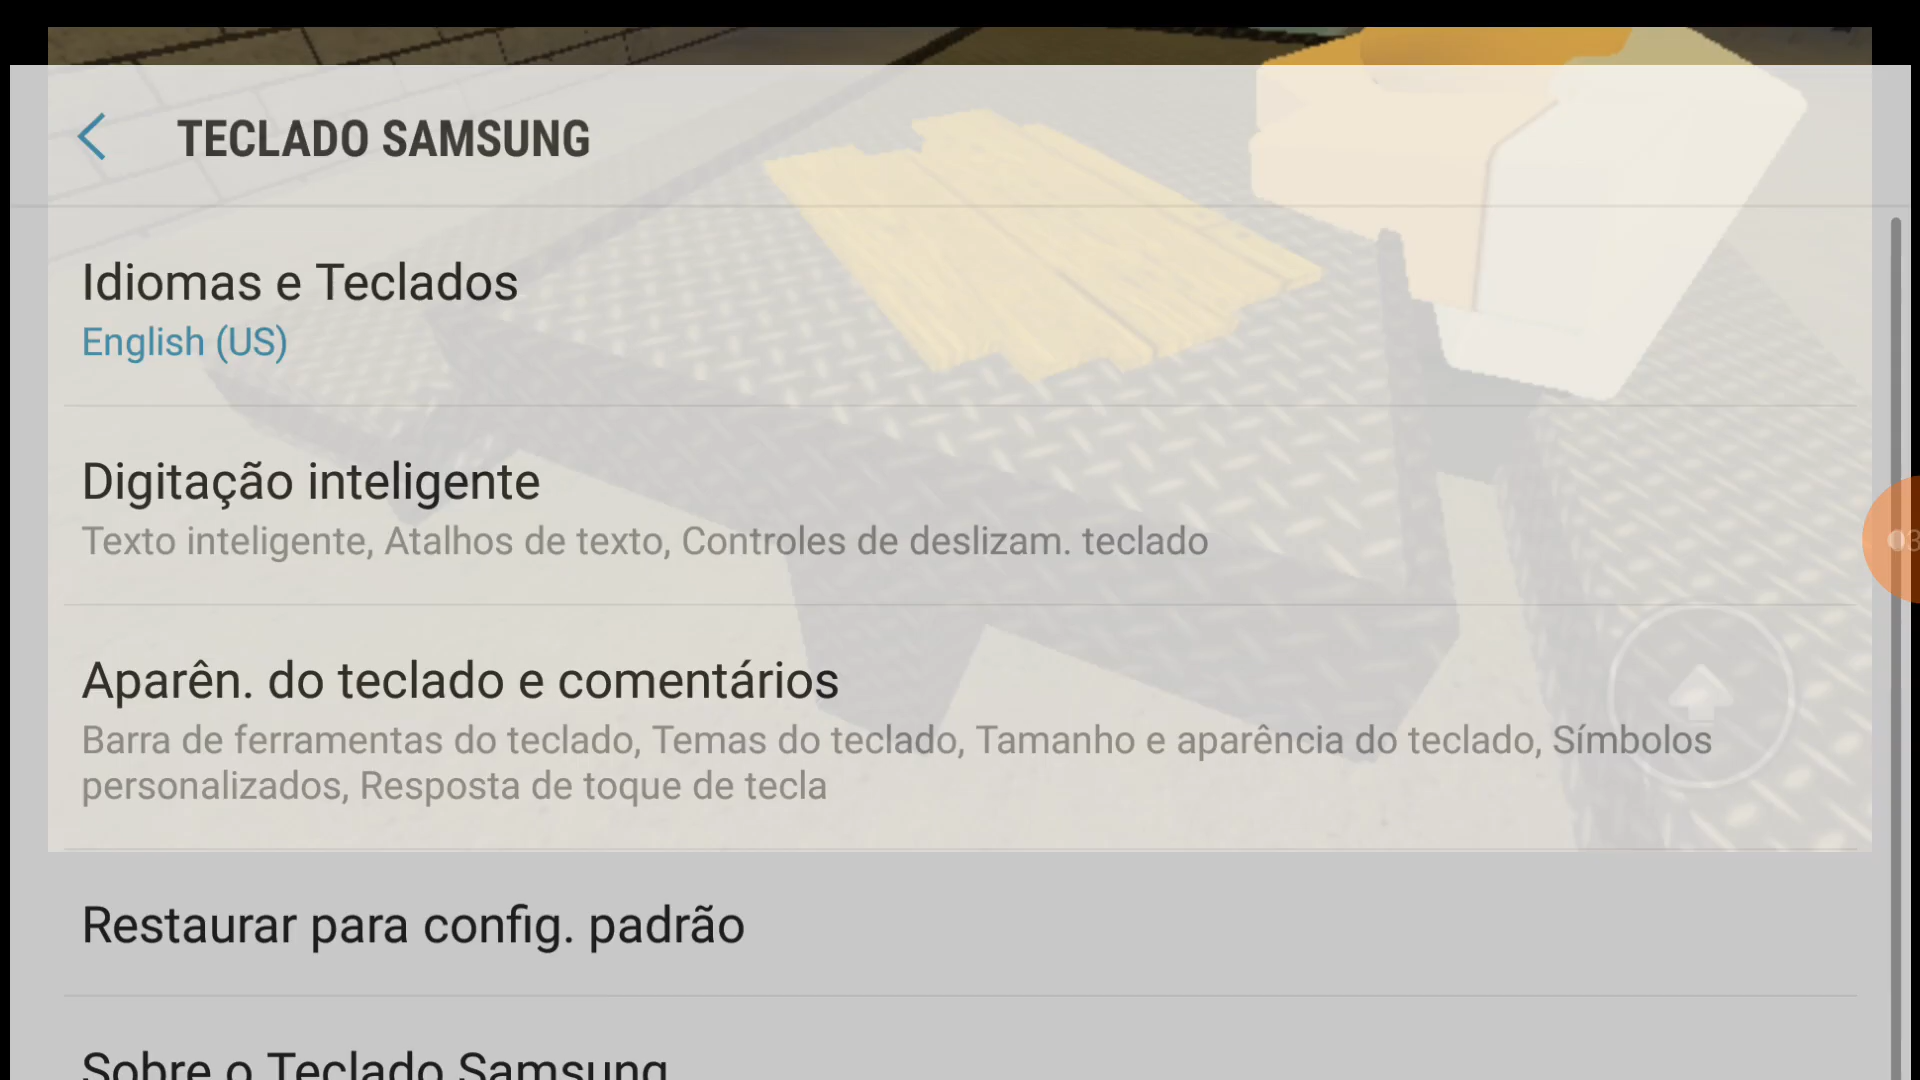 TECLADO SAMSUNG
Idiomas e Teclados
English (US)
Digitação inteligente
Texto inteligente, Atalhos de texto, Controles de deslizam. teclado
Aparên. do teclado e comentários
Barra de ferramentas do teclado, Temas do teclado, Tamanho e aparência do teclado, Símbolos
personalizados, Resposta de toque de tecla
Restaurar para config. padrão
Sobre o Teclado Samsung